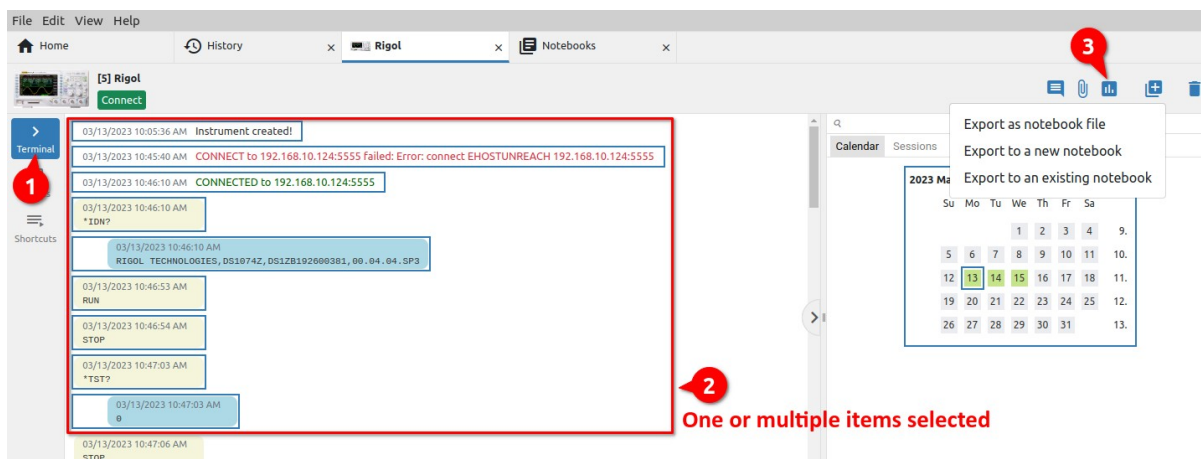 File Edit View Help
Home
History x
Rigol x
Notebooks x
3
[5] Rigol
Connect
Terminal
1
Shortcuts
03/13/2023 10:05:36 AM Instrument created!
03/13/2023 10:45:40 AM CONNECT to 192.168.10.124:5555 failed: Error: connect EHOSTUNREACH 192.168.10.124:5555
03/13/2023 10:46:10 AM CONNECTED to 192.168.10.124:5555
03/13/2023 10:46:10 AM
*IDN?
03/13/2023 10:46:10 AM
RIGOL TECHNOLOGIES,DS1074Z,DS1ZB192600381,00.04.04.SP3
03/13/2023 10:46:53 AM
RUN
03/13/2023 10:46:54 AM
STOP
03/13/2023 10:47:03 AM
*TST?
03/13/2023 10:47:03 AM
0
03/13/2023 10:47:06 AM
STOP
2
One or multiple items selected
Export as notebook file
Export to a new notebook
Export to an existing notebook
Calendar Sessions
2023 Ma
Su Mo Tu We Th Fr Sa
1 2 3 4 9.
5 6 7 8 9 10 11 10.
12 13 14 15 16 17 18 11.
19 20 21 22 23 24 25 12.
26 27 28 29 30 31 13.